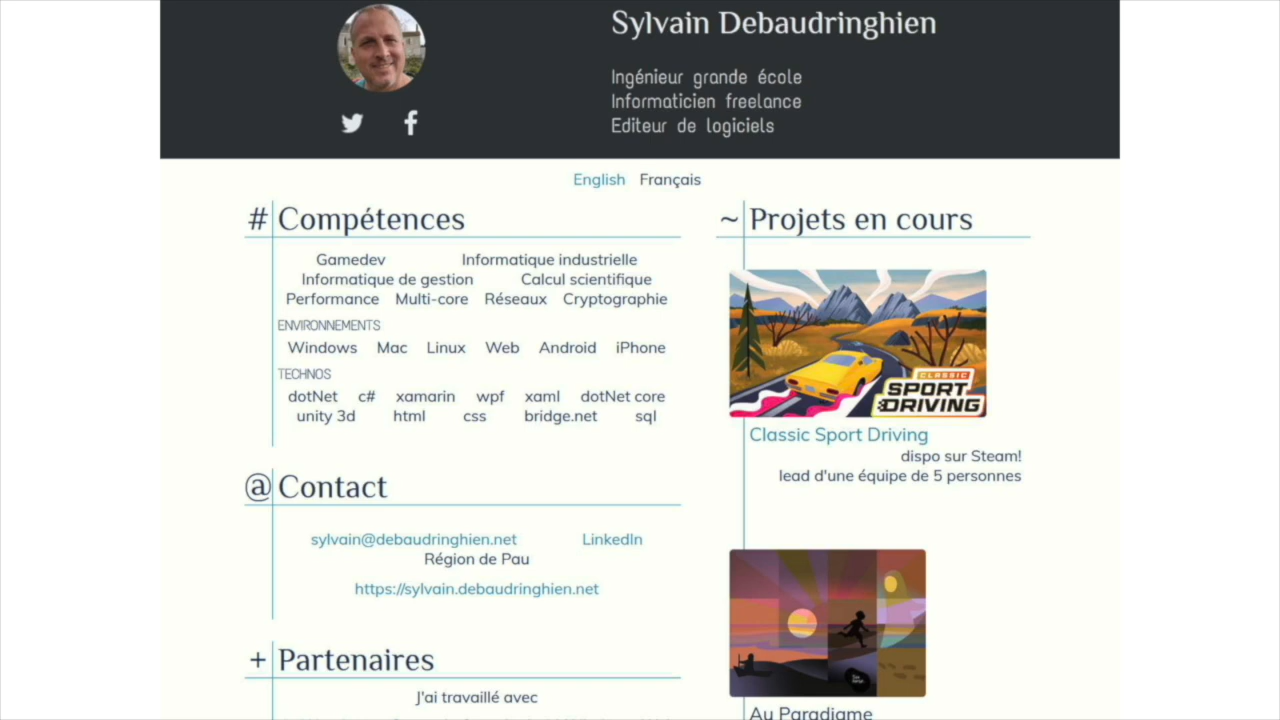 Sylvain Debaudringhien
Ingénieur grande école
Informaticien freelance
Editeur de logiciels
English Français
# Compétences
Gamedev Informatique industrielle
Informatique de gestion Calcul scientifique
Performance Multi-core Réseaux Cryptographie
ENVIRONNEMENTS
Windows Mac Linux Web Android iPhone
TECHNOS
dotNet c# xamarin wpf xaml dotNet core
unity 3d html css bridge.net sql
@ Contact
sylvain@debaudringhien.net LinkedIn
Région de Pau
https://sylvain.debaudringhien.net
+ Partenaires
J'ai travaillé avec
~ Projets en cours
CLASSIC
SPORT
DRIVING
Classic Sport Driving
dispo sur Steam!
lead d'une équipe de 5 personnes
Au Paradigme